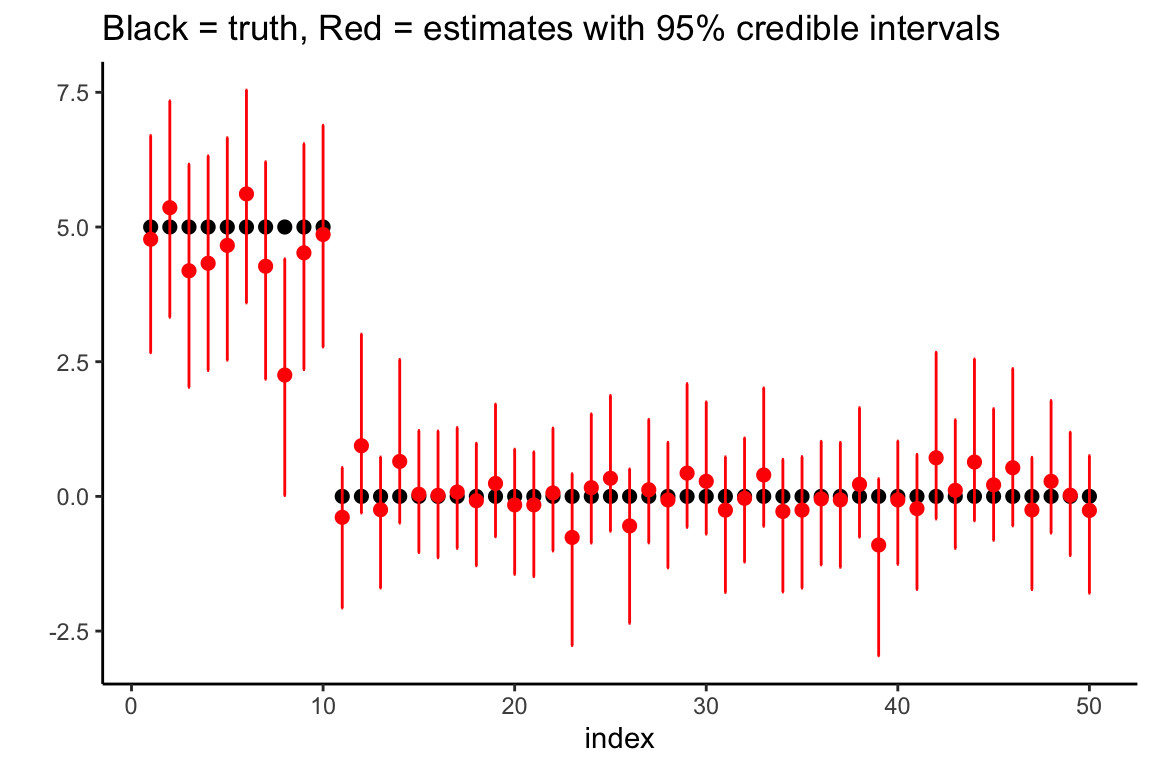 Black = truth, Red = estimates with 95% credible intervals
7.5
5.0
2.5
0.0
-2.5
0 10 20 30 40 50
index